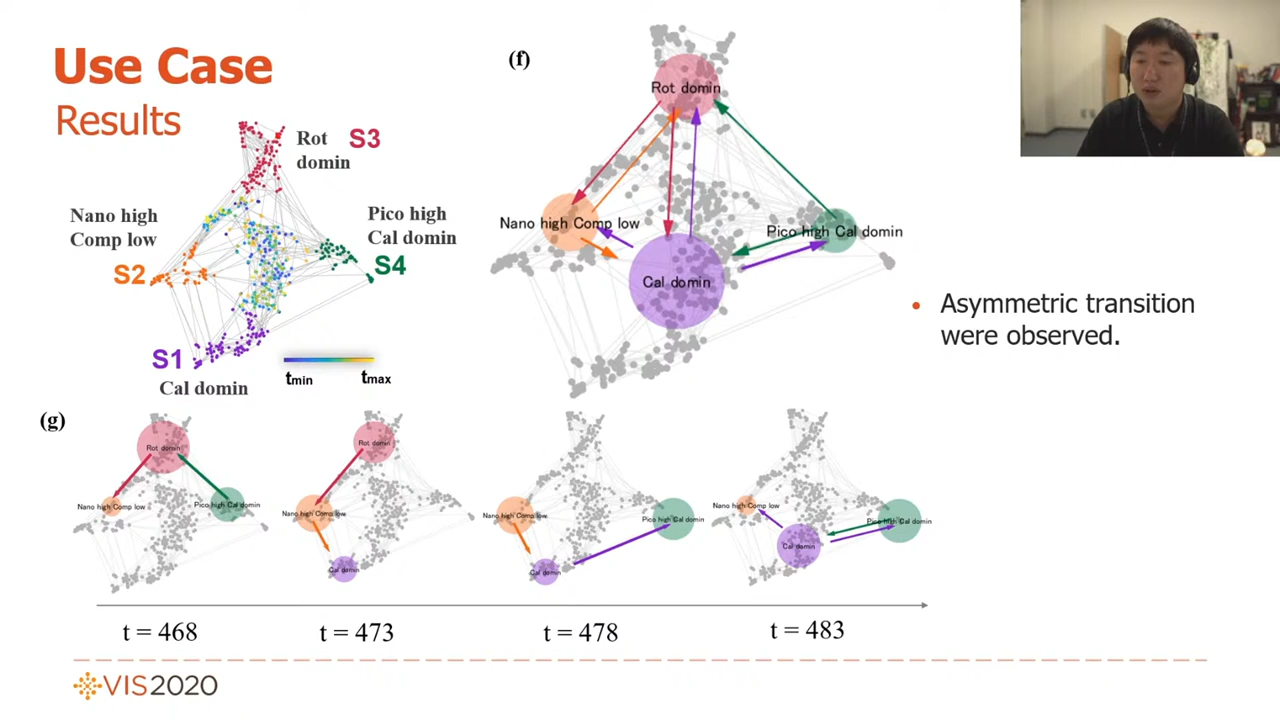 Use Case
Results
Rot
domin
S3
Nano high
Comp low
S2
Pico high
Cal domin
S4
S1
Cal domin
tmin
tmax
(f)
Rot domin
Nano high Comp low
Pico high Cal domin
Cal domin
• Asymmetric transition
were observed.
(g)
Rot domin
Nano high Comp low
Pico high Cal domin
Rot domin
Nano high Comp low
Cal domin
Nano high Comp low
Pico high Cal domin
Cal domin
Nano high Comp low
Pico high Cal domin
Cal domin
t = 468
t = 473
t = 478
t = 483
VIS2020